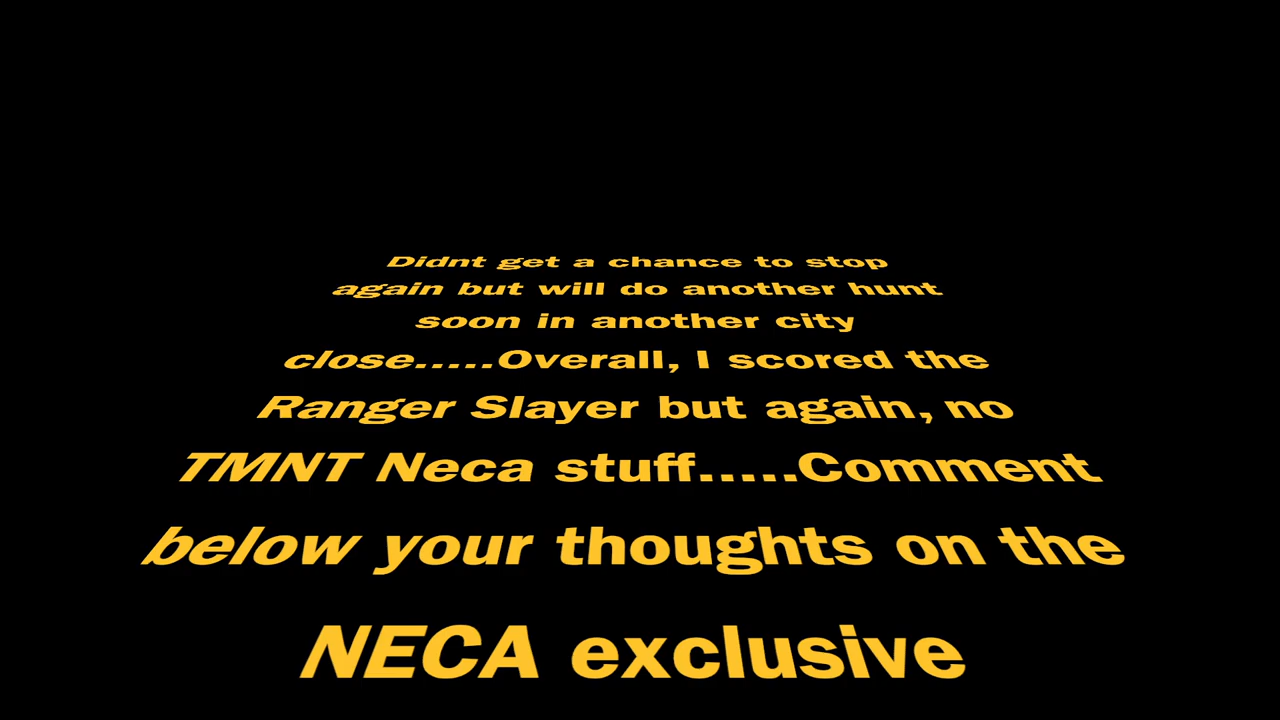 Didnt get a chance to stop
again but will do another hunt
soon in another city
close.....Overall, I scored the
Ranger Slayer but again, no
TMNT Neca stuff.....Comment
below your thoughts on the
NECA exclusive